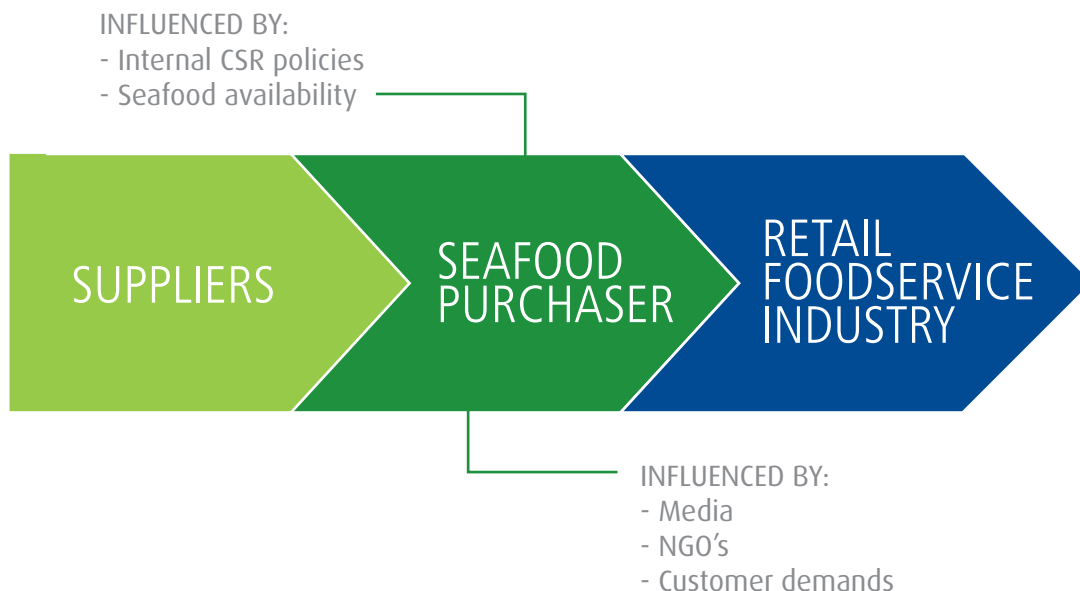 INFLUENCED BY:
- Internal CSR policies
- Seafood availability
SUPPLIERS
SEAFOOD
PURCHASER
RETAIL
FOODSERVICE
INDUSTRY
INFLUENCED BY:
- Media
- NGO’s
- Customer demands